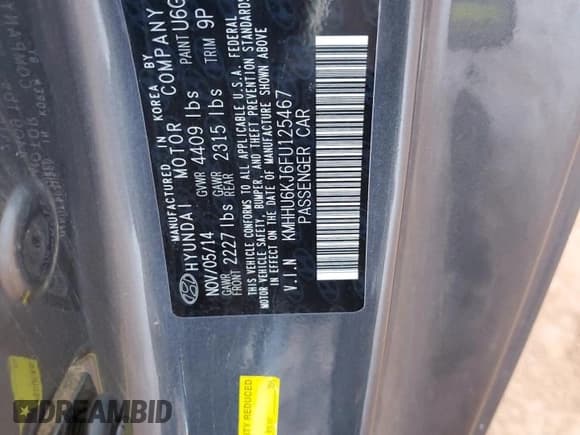 MANUFACTURED IN KOREA BY
HYUNDAI MOTOR COMPANY
NOV/05/14 GVWR 4409 lbs PAINT U6G
GAWR FRONT 2227 lbs GAWR REAR 2315 lbs TRIM 9P
THIS VEHICLE CONFORMS TO ALL APPLICABLE U.S.A. FEDERAL
MOTOR VEHICLE SAFETY, BUMPER, AND THEFT PREVENTION STANDARDS
IN EFFECT ON THE DATE OF MANUFACTURE SHOWN ABOVE.
V.I.N KMHHU6KJ6FU125467
PASSENGER CAR
REDUCED
DREAMBID